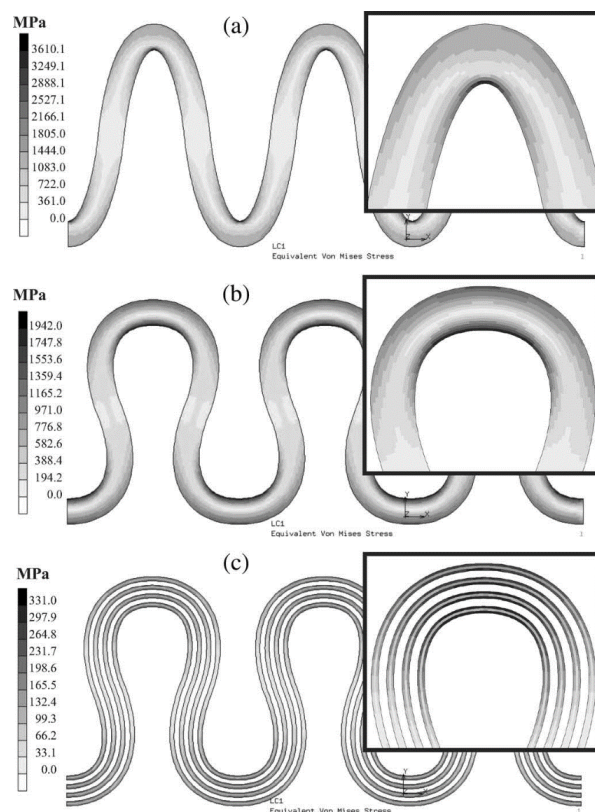 MPa
(a)
3610.1
3249.1
2888.1
2527.1
2166.1
1805.0
1444.0
1083.0
722.0
361.0
0.0
Y
Z X
LC1
Equivalent Von Mises Stress
1
MPa
(b)
1942.0
1747.8
1553.6
1359.4
1165.2
971.0
776.8
582.6
388.4
194.2
0.0
Y
Z X
LC1
Equivalent Von Mises Stress
1
MPa
(c)
331.0
297.9
264.8
231.7
198.6
165.5
132.4
99.3
66.2
33.1
0.0
Y
LC1
Equivalent Von Mises Stress